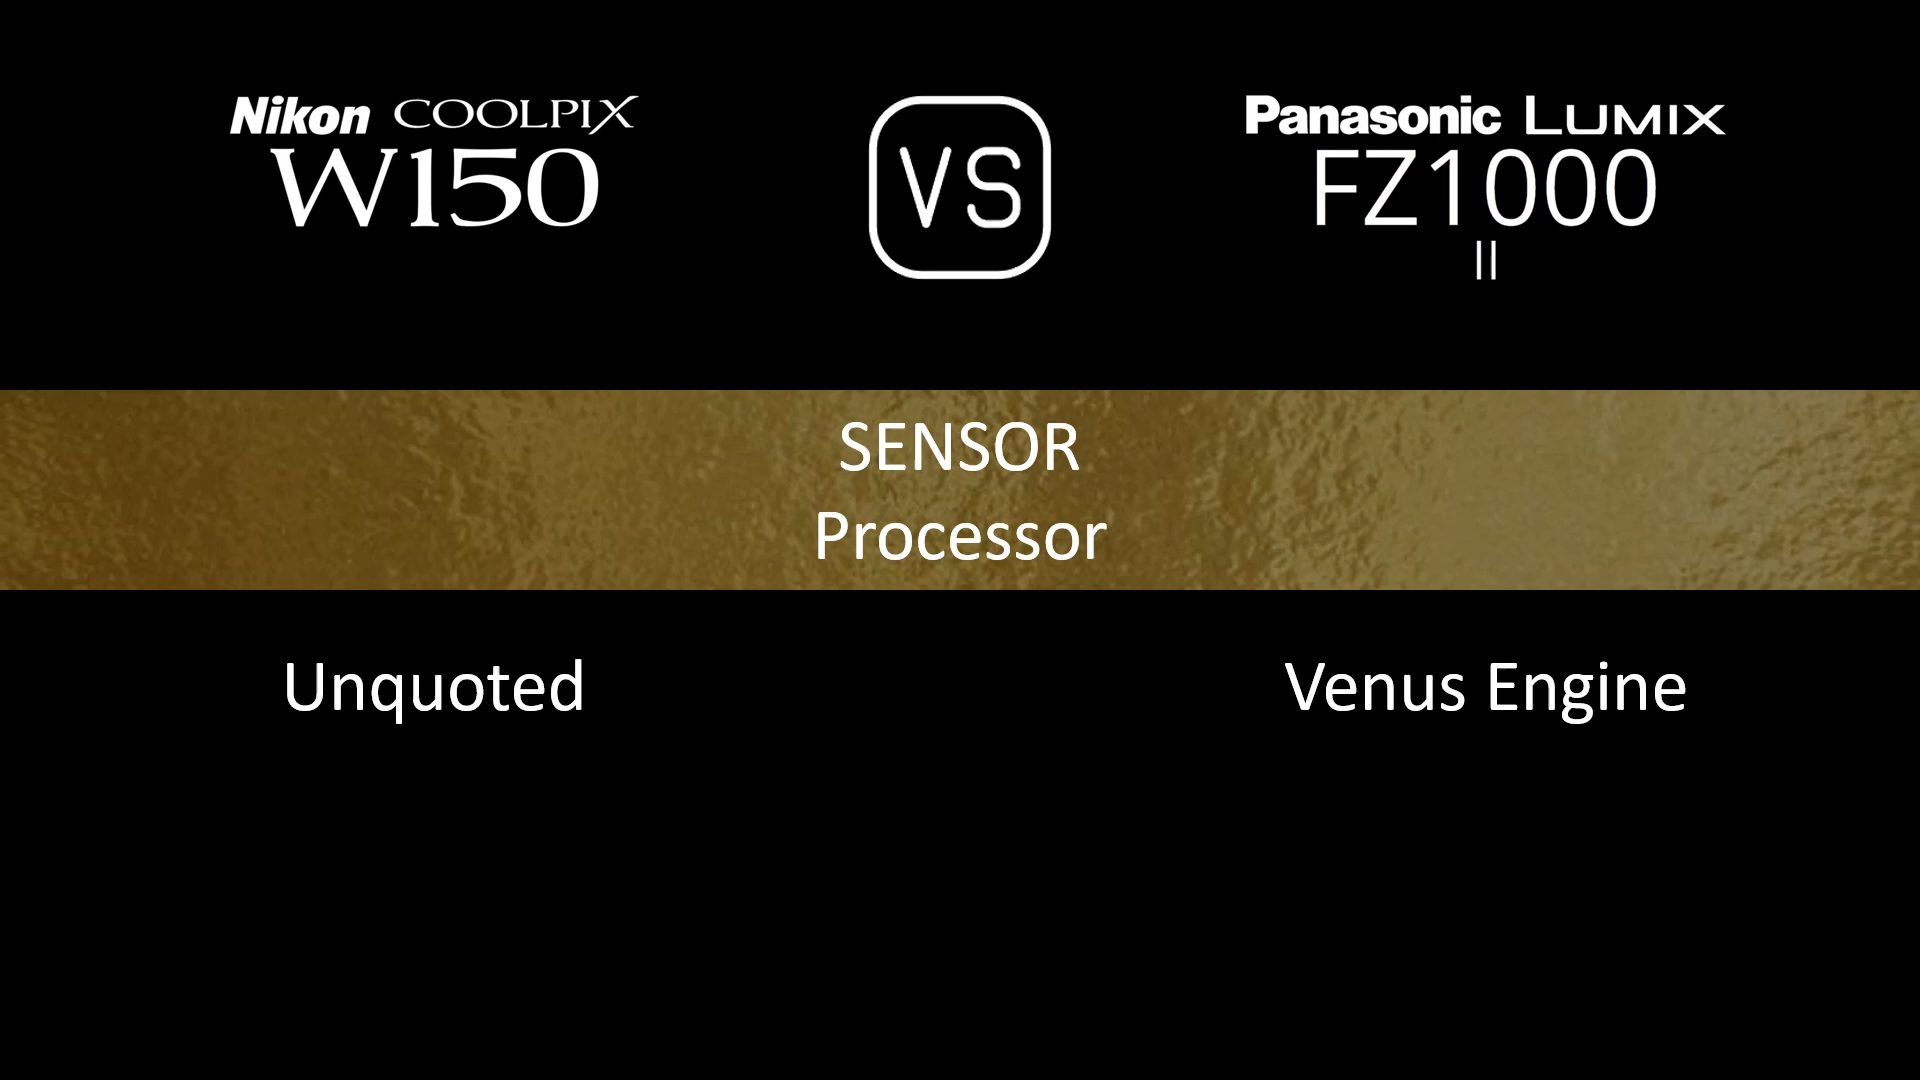 Nikon COOLPIX
W150
VS
Panasonic LUMIX
FZ1000
II
SENSOR
Processor
Unquoted
Venus Engine